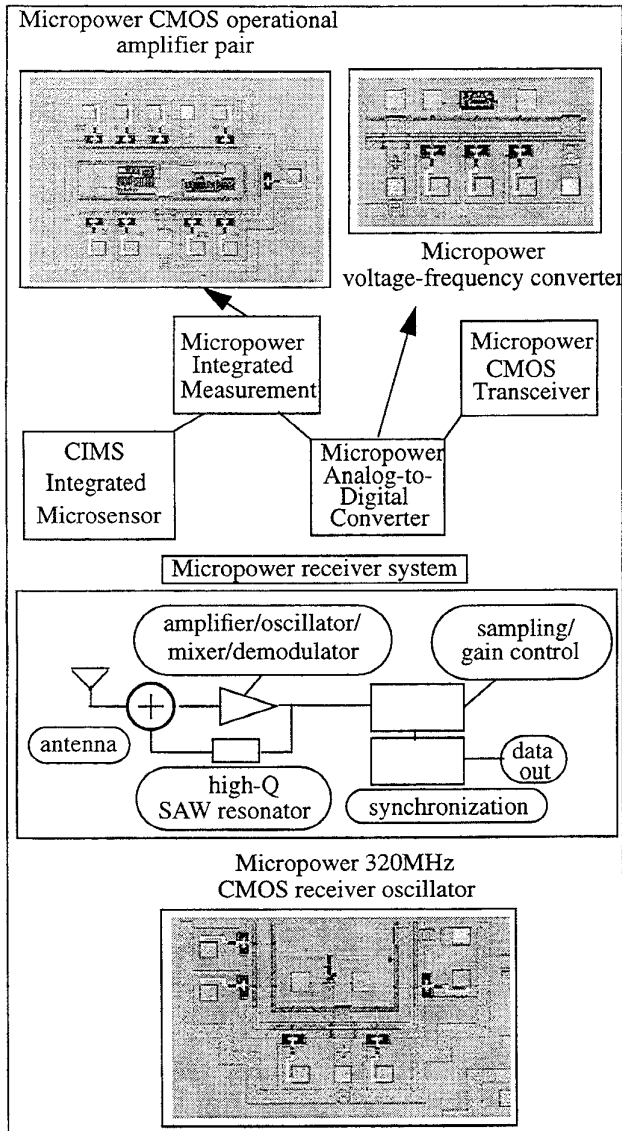 Micropower CMOS operational
amplifier pair
Micropower
voltage-frequency converter
Micropower
Integrated
Measurement
Micropower
CMOS
Transceiver
CIMS
Integrated
Microsensor
Micropower
Analog-to-
Digital
Converter
Micropower receiver system
amplifier/oscillator/
mixer/demodulator
sampling/
gain control
antenna
high-Q
SAW resonator
data
out
synchronization
Micropower 320MHz
CMOS receiver oscillator